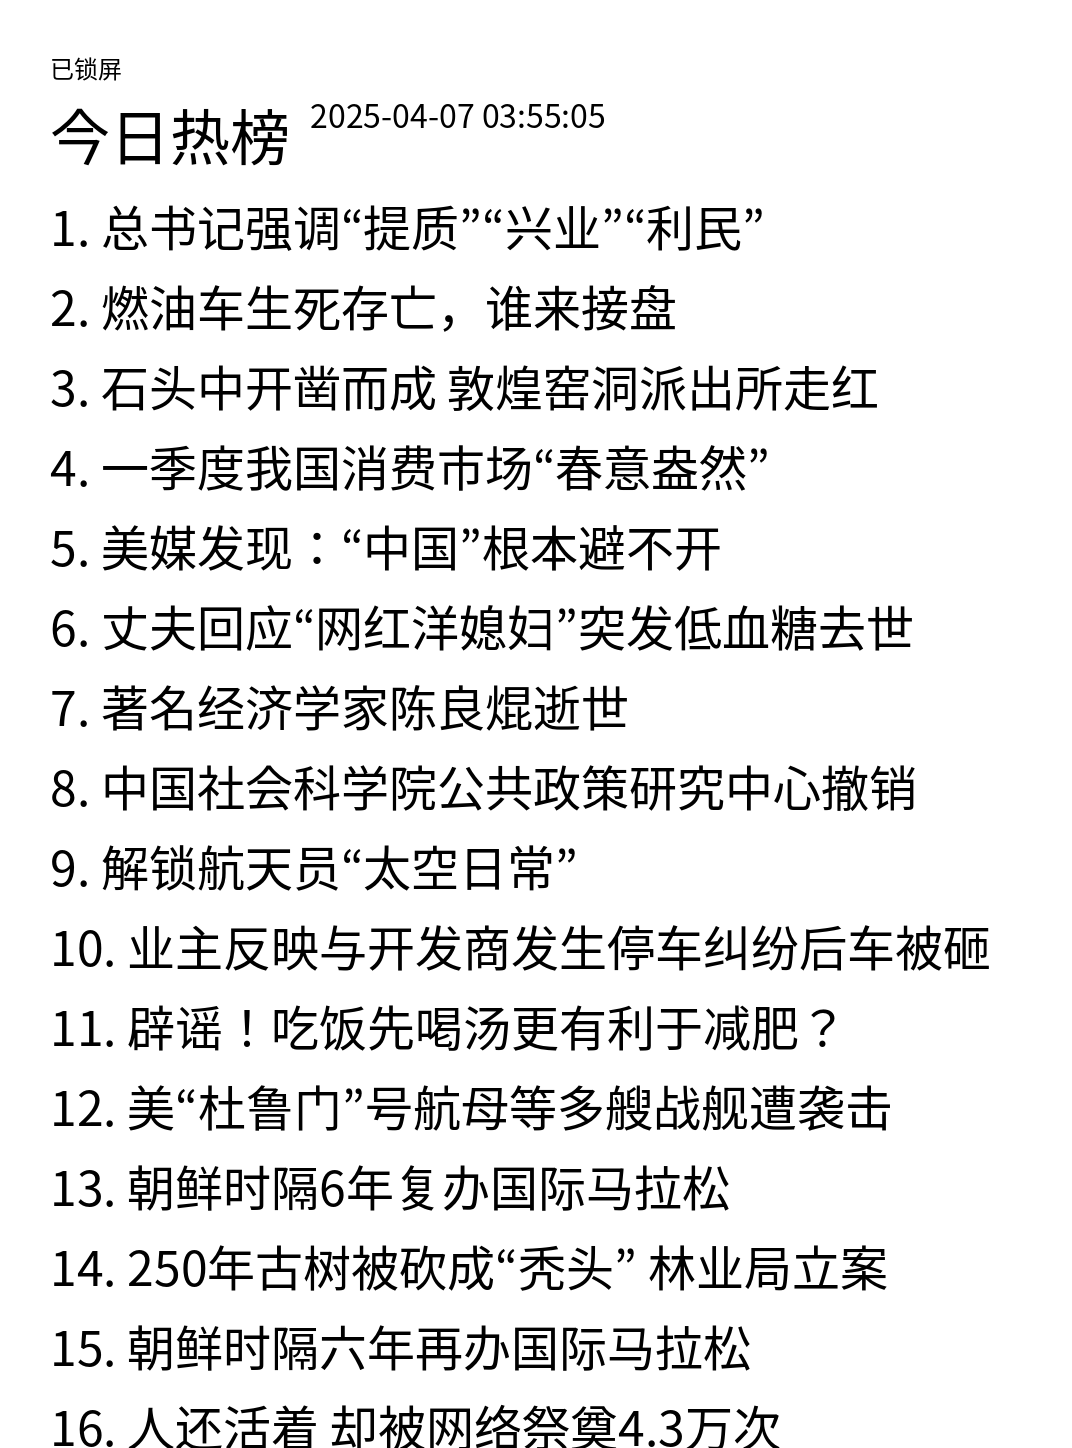 已锁屏
今日热榜 2025-04-07 03:55:05
1. 总书记强调“提质”“兴业”“利民”
2. 燃油车生死存亡，谁来接盘
3. 石头中开凿而成 敦煌窑洞派出所走红
4. 一季度我国消费市场“春意盎然”
5. 美媒发现：“中国”根本避不开
6. 丈夫回应“网红洋媳妇”突发低血糖去世
7. 著名经济学家陈良焜逝世
8. 中国社会科学院公共政策研究中心撤销
9. 解锁航天员“太空日常”
10. 业主反映与开发商发生停车纠纷后车被砸
11. 辟谣！吃饭先喝汤更有利于减肥？
12. 美“杜鲁门”号航母等多艘战舰遭袭击
13. 朝鲜时隔6年复办国际马拉松
14. 250年古树被砍成“秃头” 林业局立案
15. 朝鲜时隔六年再办国际马拉松
16. 人还活着 却被网络祭奠4.3万次